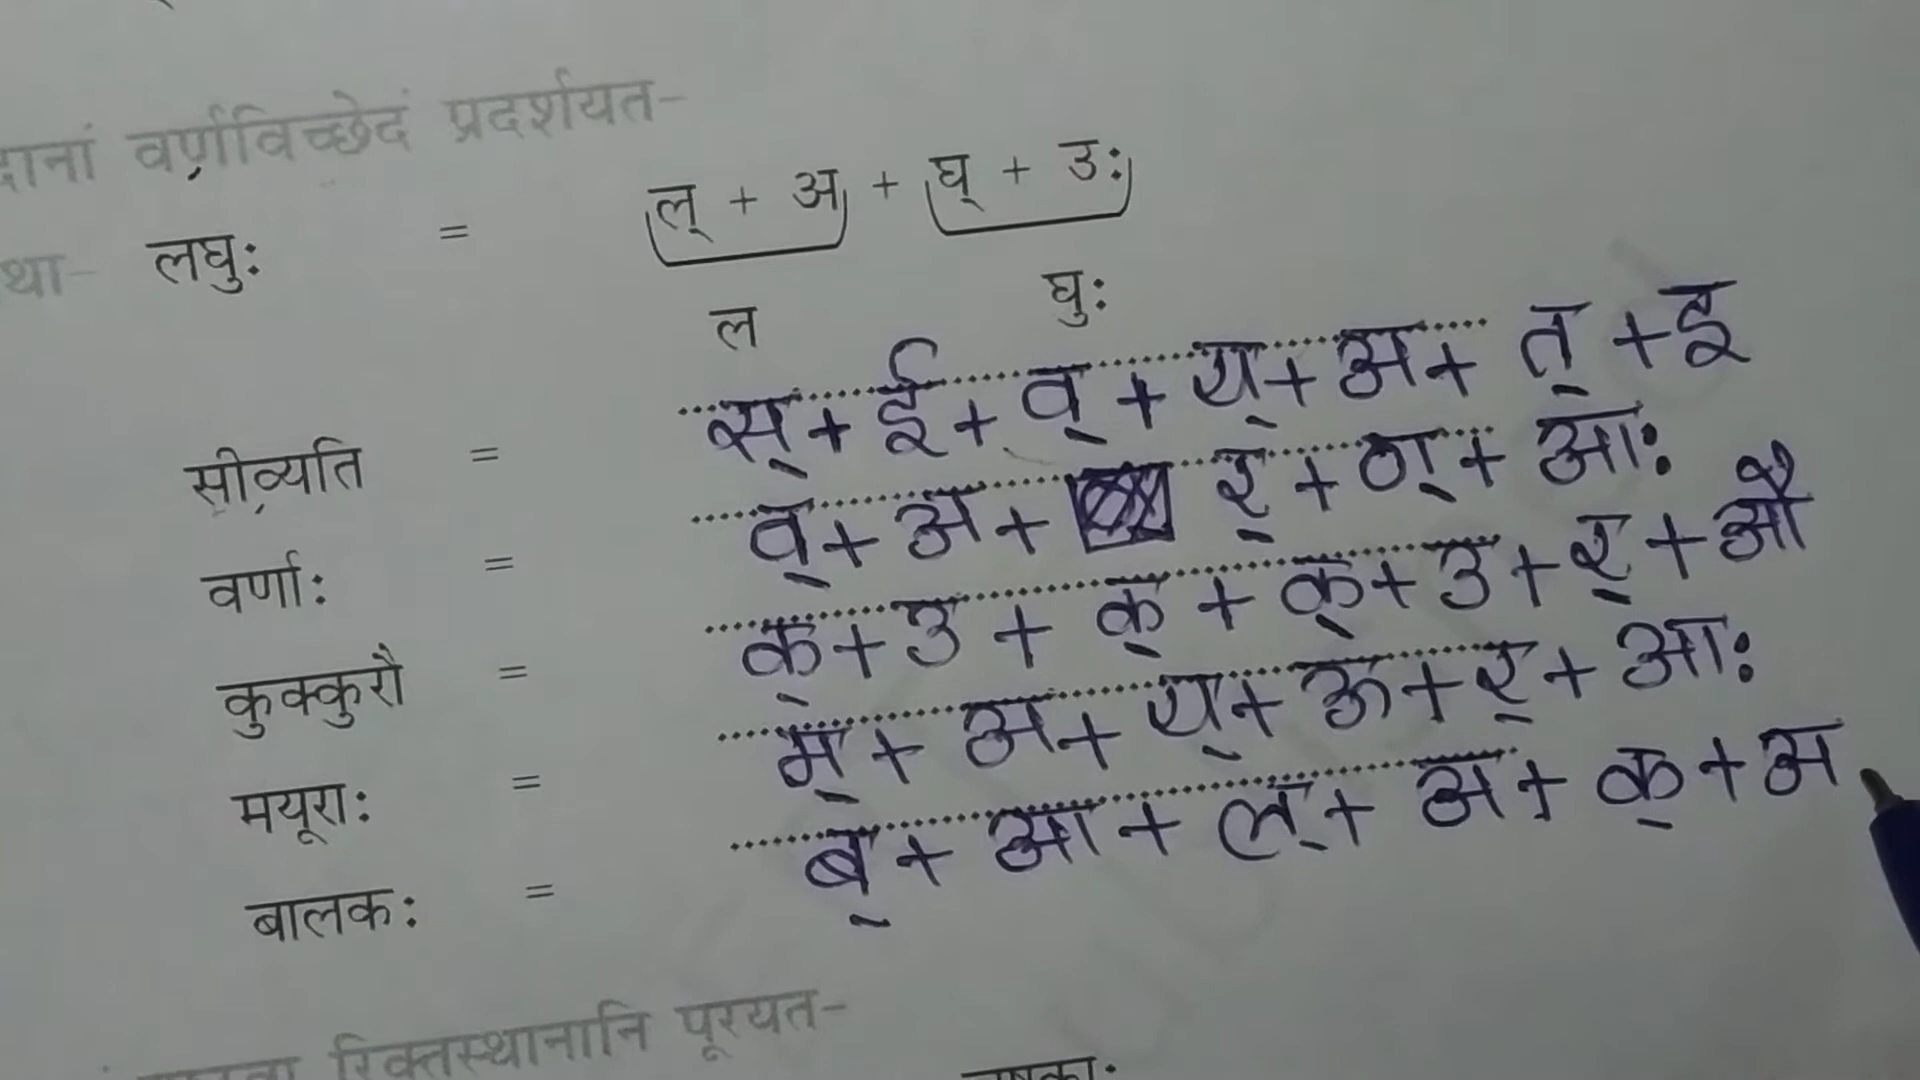 दानां वर्णविच्छेदं प्रदर्शयत-
था- लघुः = ल् + अ + घ् + उः
ल घुः
सीव्यति = स् + ई + व् + य् + अ + त् + इ
वर्णाः = व् + अ + र् + ण् + आः
कुक्कुरौ = क् + उ + क् + क् + उ + र् + औ
मयूराः = म् + अ + य् + ऊ + र् + आः
बालकः = ब् + आ + ल् + अ + क् + अ
रिक्तस्थानानि पूरयत-